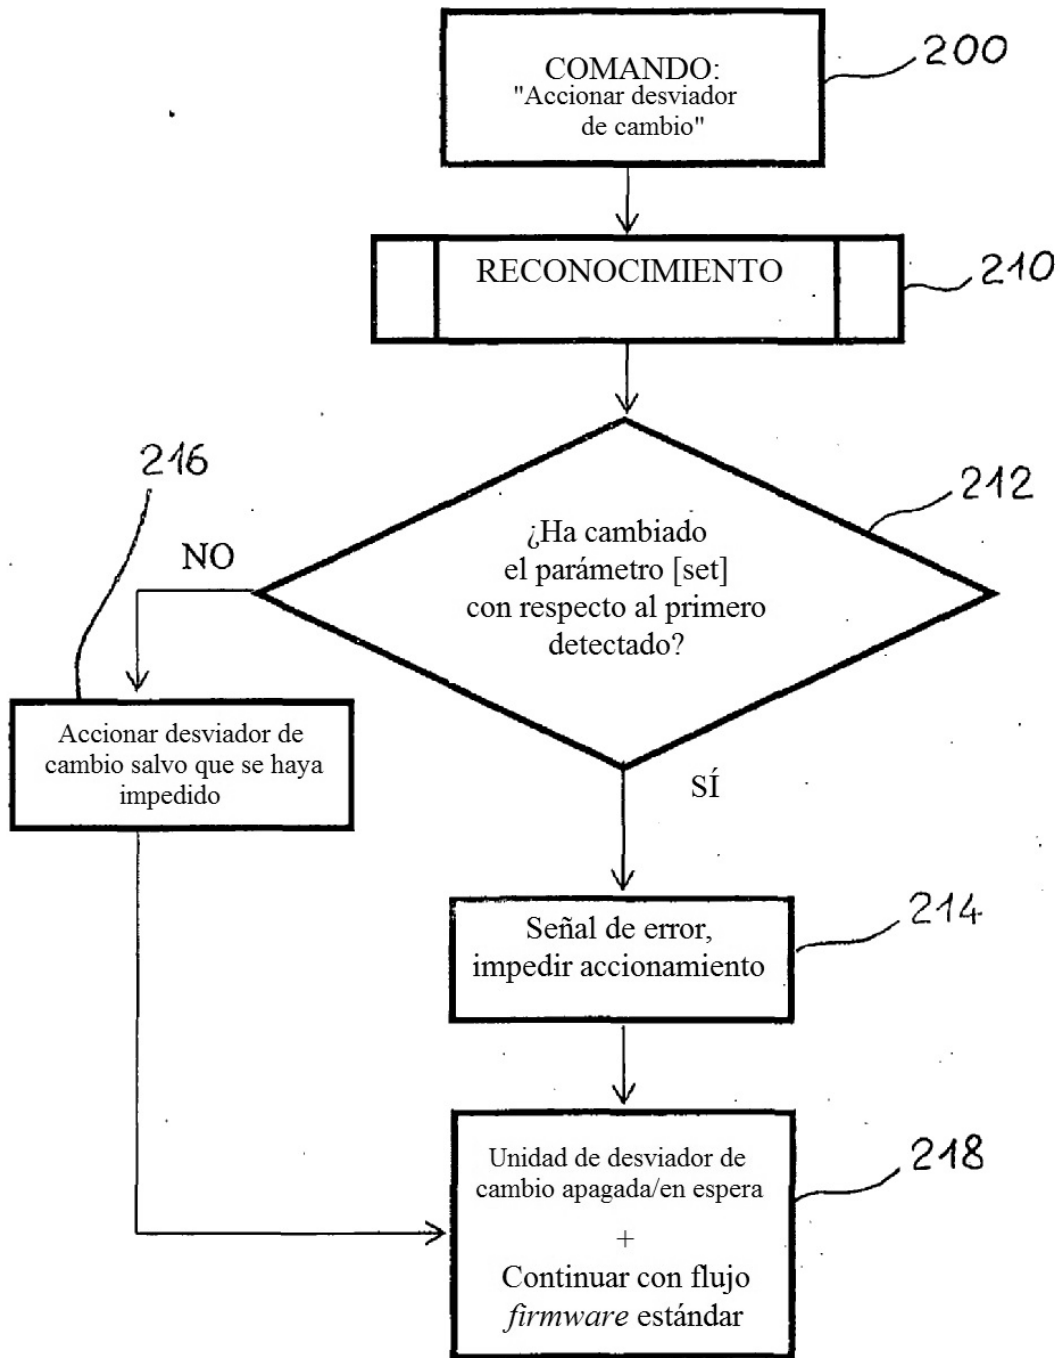 COMANDO:
"Accionar desviador
de cambio"
200
RECONOCIMIENTO
210
216
212
¿Ha cambiado
el parámetro [set]
con respecto al primero
detectado?
NO
Accionar desviador de
cambio salvo que se haya
impedido
SÍ
Señal de error,
impedir accionamiento
214
Unidad de desviador de
cambio apagada/en espera
+
Continuar con flujo
firmware estándar
218